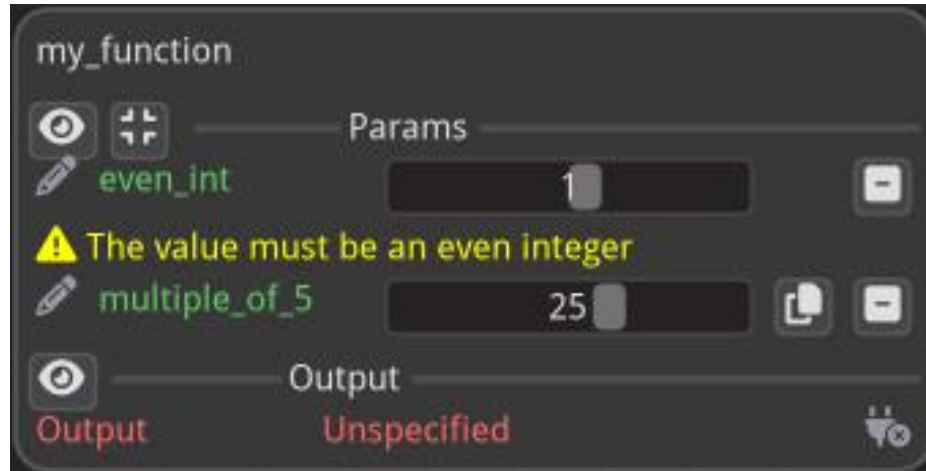 my_function
Params
even_int 1
The value must be an even integer
multiple_of_5 25
Output
Output Unspecified